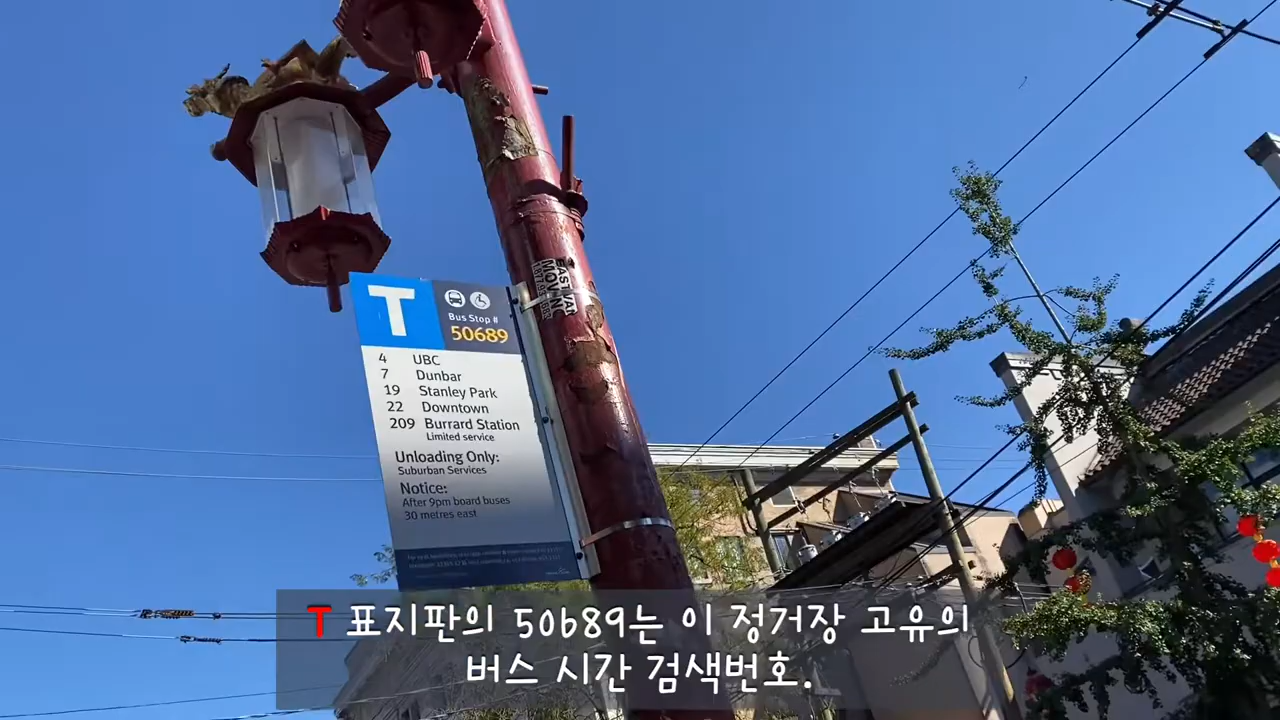 T
Bus Stop #
50689
4 UBC
7 Dunbar
19 Stanley Park
22 Downtown
209 Burrard Station
Limited service
Unloading Only:
Suburban Services
Notice:
After 9pm board buses
30 metres east
EAST VAN
MOVING
T 표지판의 50689는 이 정거장 고유의
버스 시간 검색번호.